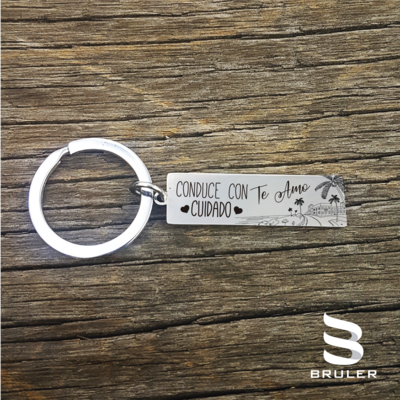 CONDUCE CON Te Amo
CUIDADO
BRULER